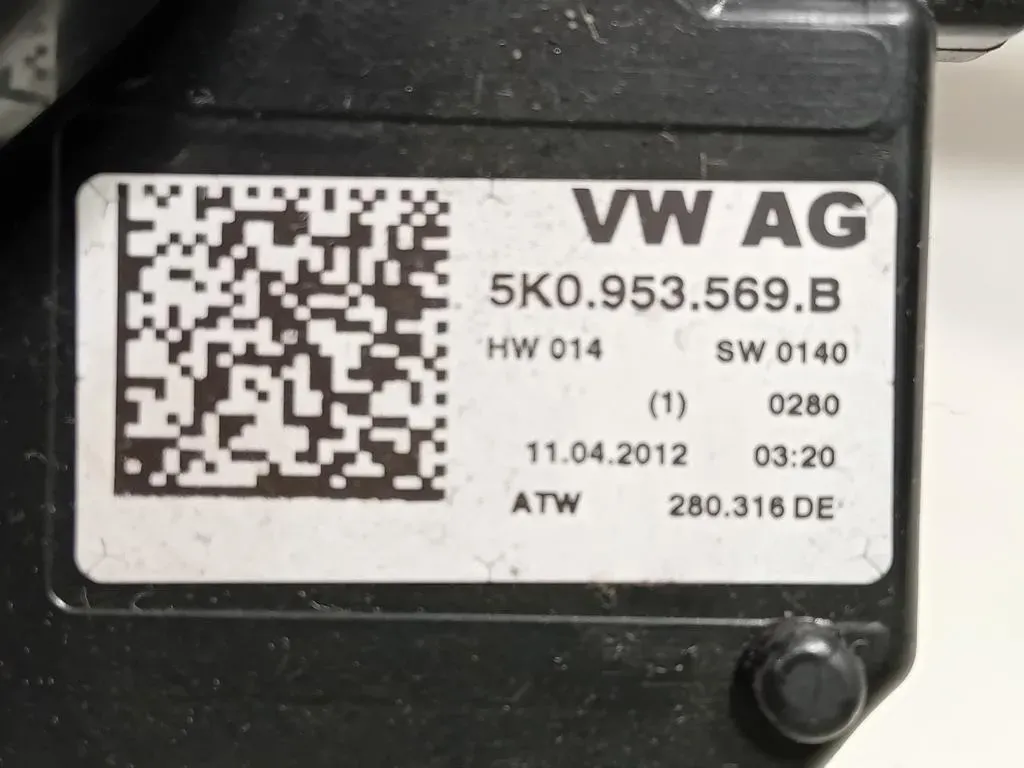 VW AG
5K0.953.569.B
HW 014 SW 0140
(1) 0280
11.04.2012 03:20
ATW 280.316 DE